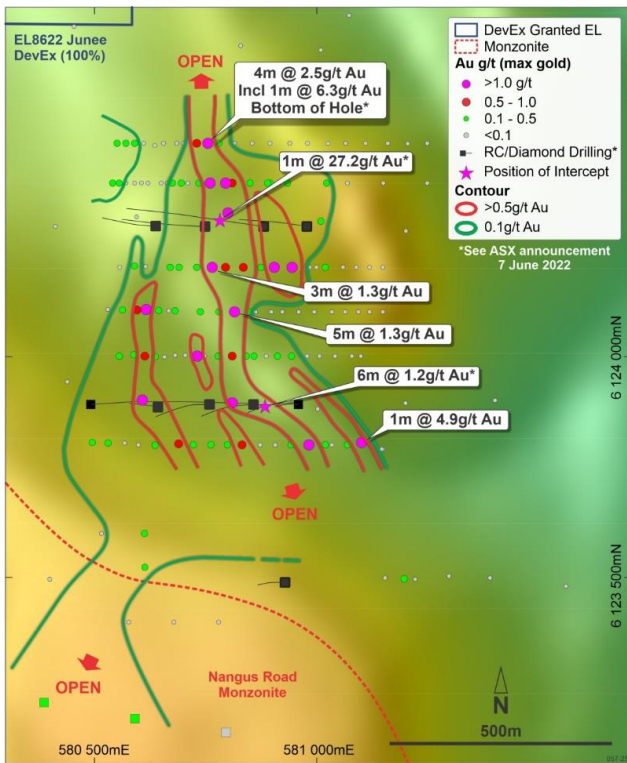 EL8622 Junee
DevEx (100%)
OPEN
4m @ 2.5g/t Au
Incl 1m @ 6.3g/t Au
Bottom of Hole*
1m @ 27.2g/t Au*
DevEx Granted EL
Monzonite
Au g/t (max gold)
>1.0 g/t
0.5 - 1.0
0.1 - 0.5
<0.1
RC/Diamond Drilling*
Position of Intercept
Contour
>0.5g/t Au
0.1g/t Au
*See ASX announcement
7 June 2022
3m @ 1.3g/t Au
5m @ 1.3g/t Au
6m @ 1.2g/t Au*
1m @ 4.9g/t Au
6 124 000mN
OPEN
6 123 500mN
OPEN
Nangus Road
Monzonite
N
500m
580 500mE
581 000mE